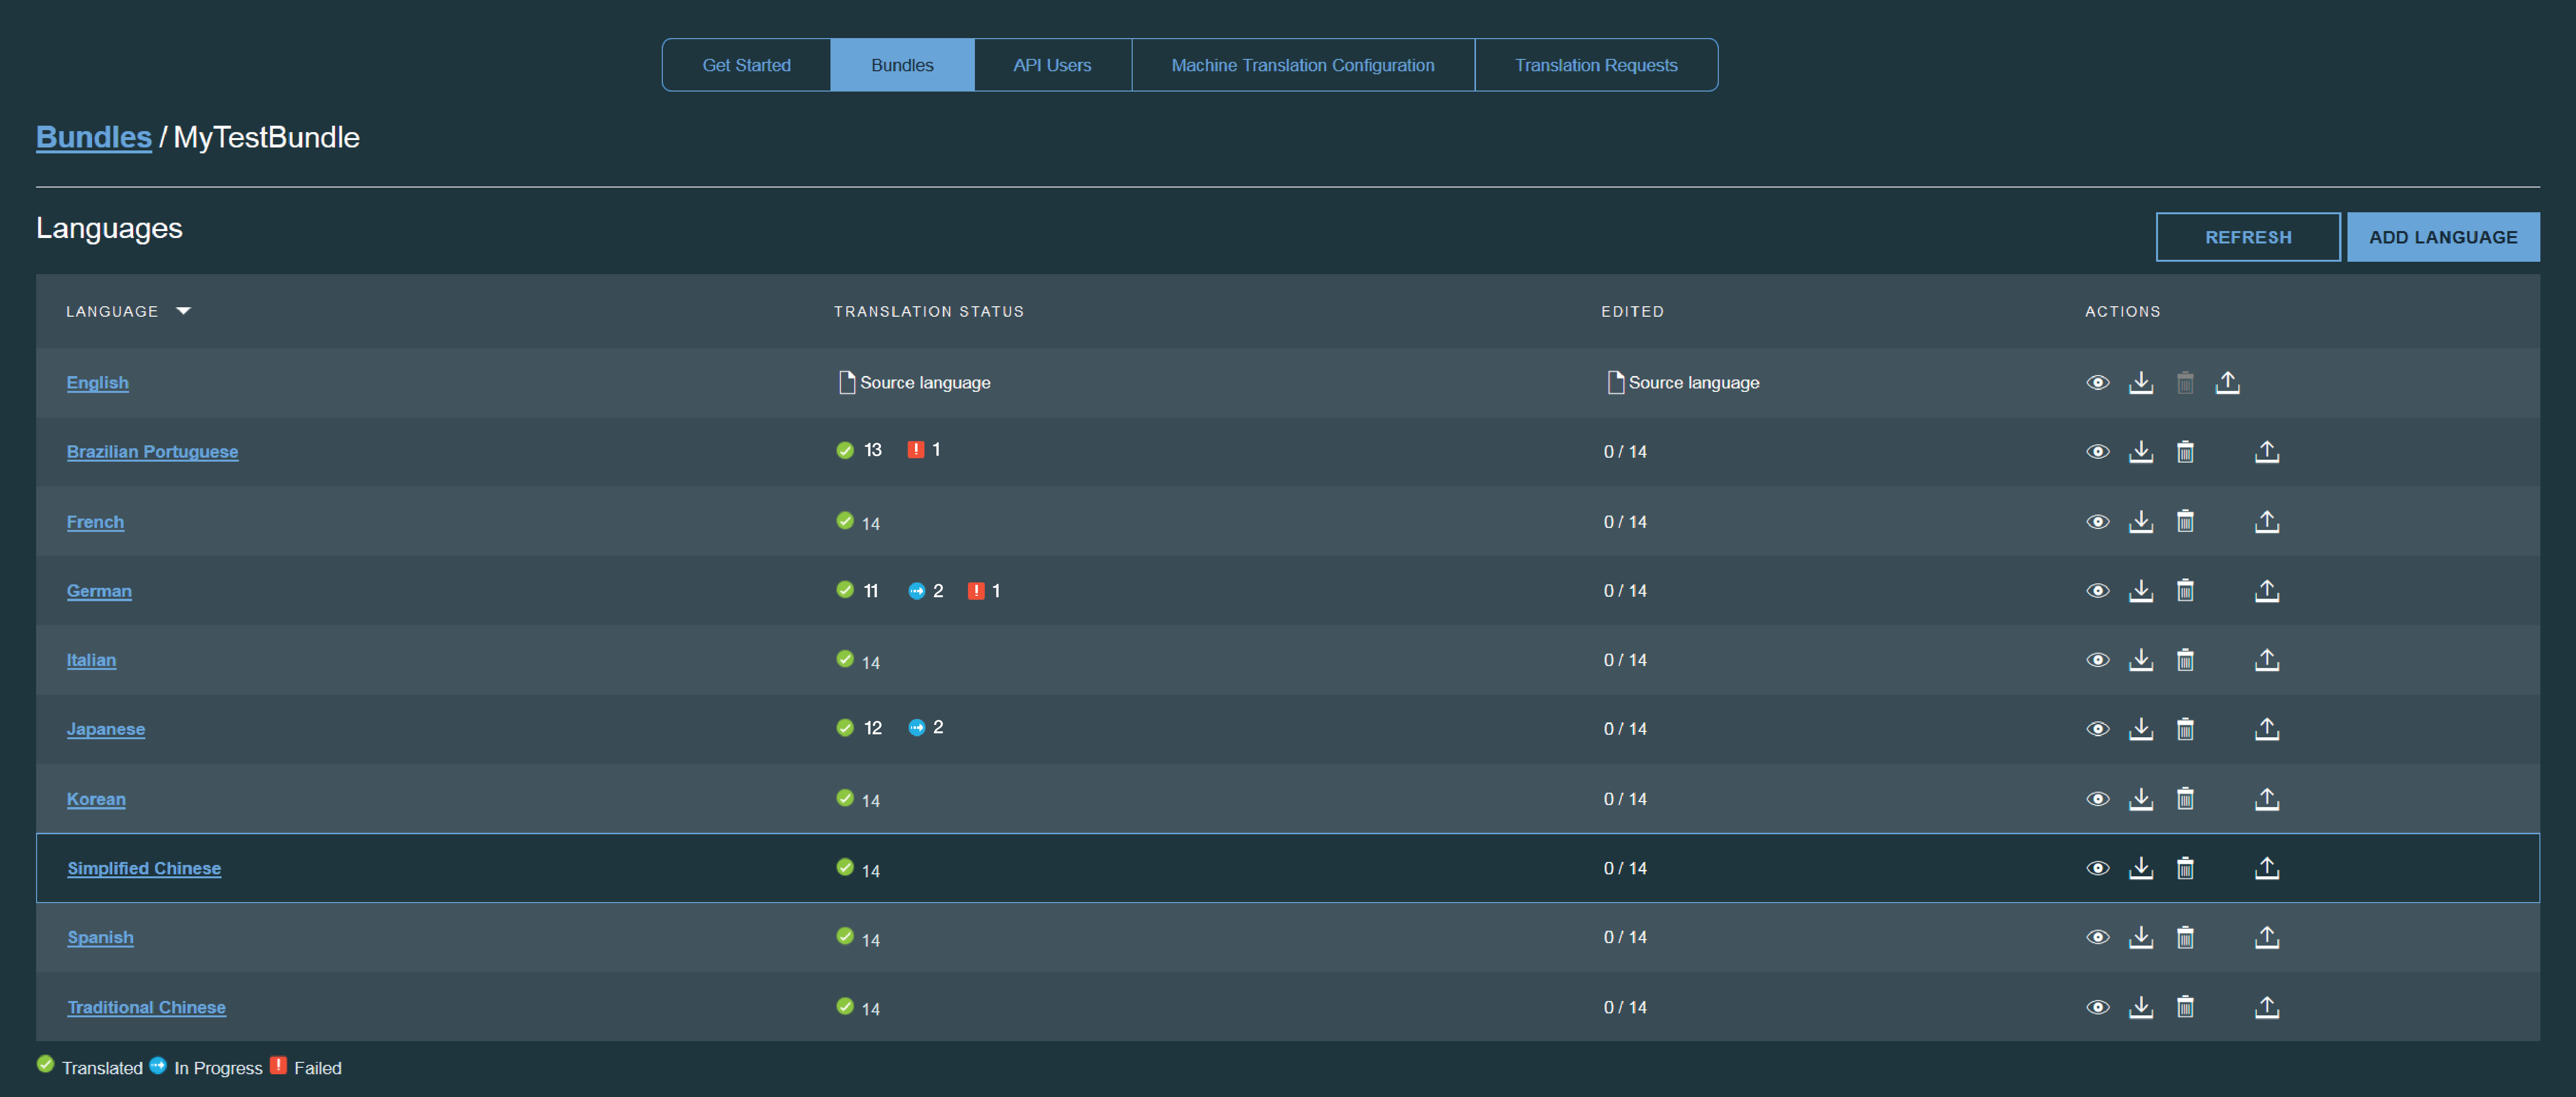 Get Started Bundles API Users Machine Translation Configuration Translation Requests
Bundles / MyTestBundle
Languages REFRESH ADD LANGUAGE
LANGUAGE TRANSLATION STATUS EDITED ACTIONS
English Source language Source language
Brazilian Portuguese 13 1 0 / 14
French 14 0 / 14
German 11 2 1 0 / 14
Italian 14 0 / 14
Japanese 12 2 0 / 14
Korean 14 0 / 14
Simplified Chinese 14 0 / 14
Spanish 14 0 / 14
Traditional Chinese 14 0 / 14
Translated In Progress Failed